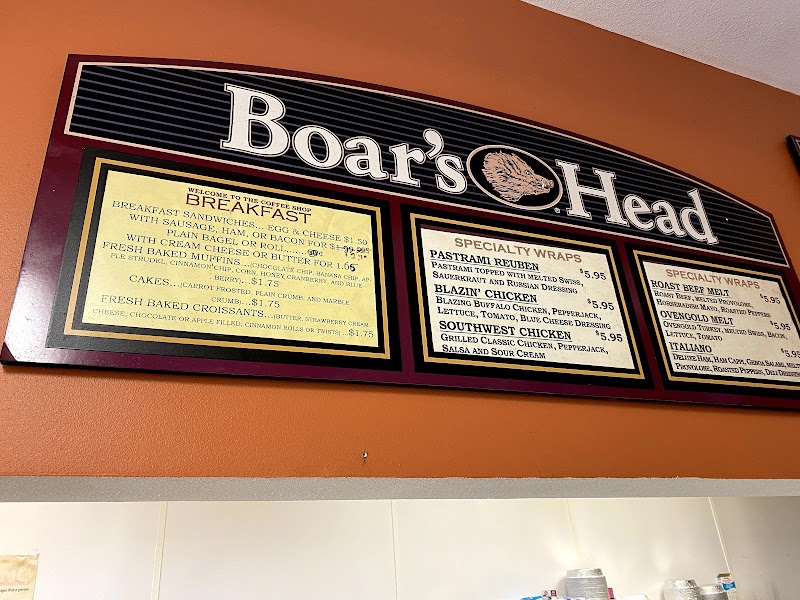 Boar's Head
WELCOME TO THE COFFEE SHOP
BREAKFAST
BREAKFAST SANDWICHES... EGG & CHEESE $1.50
WITH SAUSAGE, HAM, OR BACON FOR
PLAIN BAGEL OR ROLL.......
WITH CREAM CHEESE OR BUTTER FOR 1.65
FRESH BAKED MUFFINS...(CHOCOLATE CHIP, BANANA CHIP, AP-
PLE STRUDEL, CINNAMON CHIP, CORN, HONEY, CRANBERRY, AND BLUE-
BERRY)...$1.75
CAKES...(CARROT FROSTED, PLAIN CRUMB, AND MARBLE
CRUMB)...$1.75
FRESH BAKED CROISSANTS...(BUTTER, STRAWBERRY CREAM
CHEESE, CHOCOLATE OR APPLE FILLED, CINNAMON ROLLS OR TWISTS)...$1.75
SPECIALTY WRAPS
PASTRAMI REUBEN $5.95
PASTRAMI TOPPED WITH MELTED SWISS,
SAUERKRAUT AND RUSSIAN DRESSING
BLAZIN' CHICKEN $5.95
BLAZING BUFFALO CHICKEN, PEPPERJACK,
LETTUCE, TOMATO, BLUE CHEESE DRESSING
SOUTHWEST CHICKEN $5.95
GRILLED CLASSIC CHICKEN, PEPPERJACK,
SALSA AND SOUR CREAM
SPECIALTY WRAPS
ROAST BEEF MELT $5.95
ROAST BEEF, MELTED PROVOLONE,
HORSERADISH MAYO, ROASTED PEPPERS
OVENGOLD MELT $5.95
OVENGOLD TURKEY, MELTED SWISS, BACON,
LETTUCE, TOMATO
ITALIANO $5.95
DELUXE HAM, HAM CAPPI, GENOA SALAMI, MELTED
PROVOLONE, ROASTED PEPPERS, DELI DRESSING